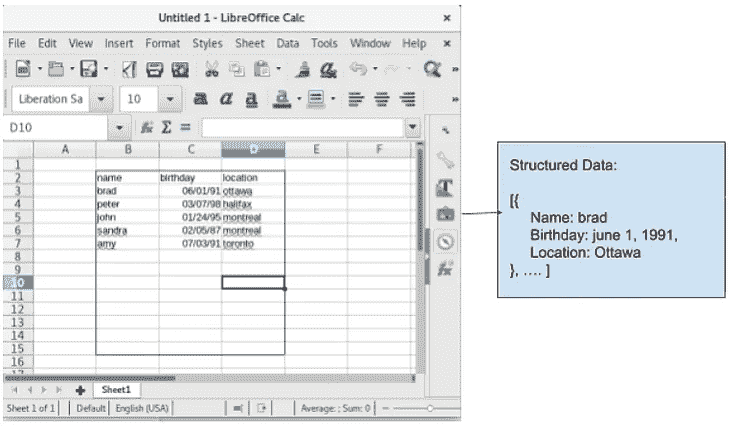 Untitled 1 - LibreOffice Calc
File Edit View Insert Format Styles Sheet Data Tools Window Help
Liberation Sa 10
D10
A B C D E F
1
2 name birthday location
3 brad 06/01/91 ottawa
4 peter 03/07/98 halifax
5 john 01/24/95 montreal
6 sandra 02/05/87 montreal
7 amy 07/03/91 toronto
8
9
10
11
12
13
14
15
16
17
Sheet1
Sheet 1 of 1 Default English (USA) Average: ; Sum: 0
Structured Data:
[{
Name: brad
Birthday: june 1, 1991,
Location: Ottawa
}, .... ]